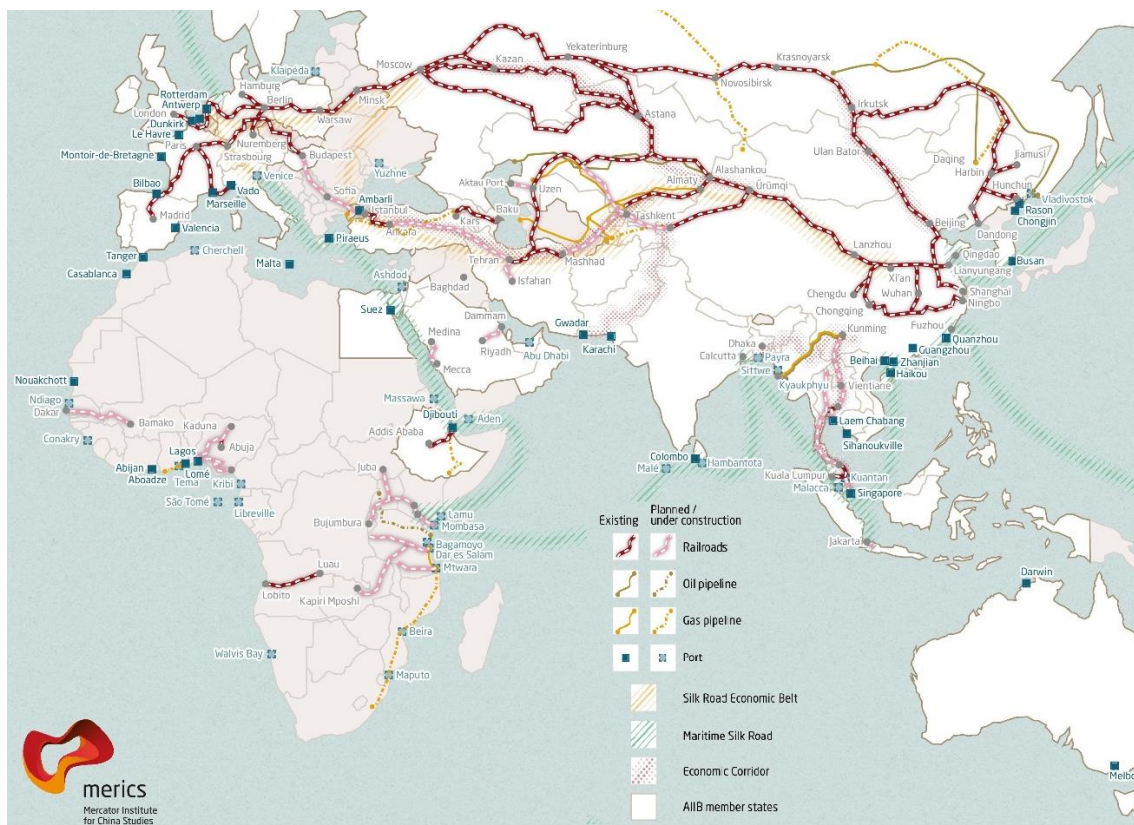 Klaipéda
Hamburg
Rotterdam
Antwerp
Berlin
London
Dunkirk
Le Havre
Warsaw
Minsk
Moscow
Kazan
Yekaterinburg
Novosibirsk
Krasnoyarsk
Irkutsk
Astana
Paris
Nuremberg
Strasbourg
Budapest
Montoir-de-Bretagne
Venice
Yuzhne
Ulan Bator
Daqing
Harbin
Jiamusi
Hunchun
Vladivostok
Rason
Chongjin
Bilbao
Vado
Marseille
Madrid
Valencia
Sofia
Ambarli
Istanbul
Ankara
Kars
Baku
Aktau Port
Uzen
Almaty
Alashankou
Ürümqi
Tashkent
Beijing
Dandong
Tanger
Cherchell
Casablanca
Malta
Piraeus
Tehran
Mashhad
Isfahan
Lanzhou
Xi'an
Qingdao
Lianyungang
Busan
Ashdod
Baghdad
Suez
Chengdu
Chongqing
Wuhan
Shanghai
Ningbo
Medina
Mecca
Dammam
Riyadh
Abu Dhabi
Gwadar
Karachi
Dhaka
Calcutta
Payra
Sittwe
Kyaukphyu
Kunming
Fuzhou
Quanzhou
Guangzhou
Beihai
Zhanjian
Haikou
Vientiane
Nouakchott
Ndiago
Dakar
Bamako
Conakry
Kaduna
Abuja
Lagos
Lomé
Tema
Abijan
Aboadze
Kribi
São Tomé
Libreville
Massawa
Aden
Djibouti
Addis Ababa
Juba
Laem Chabang
Sihanoukville
Colombo
Hambantota
Malé
Kuala Lumpur
Kuantan
Malacca
Singapore
Jakarta
Bujumbura
Lamu
Mombasa
Bagamoyo
Dar es Salam
Mtwara
Luau
Lobito
Kapiri Mposhi
Beira
Walvis Bay
Maputo
Darwin
Melbo
Existing
Planned /
under construction
Railroads
Oil pipeline
Gas pipeline
Port
Silk Road Economic Belt
Maritime Silk Road
Economic Corridor
AIIB member states
merics
Mercator Institute
for China Studies